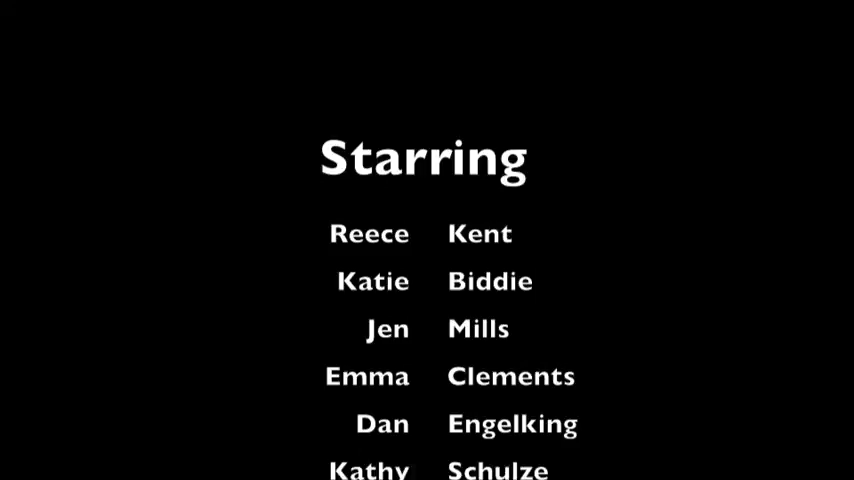 Starring
Reece Kent
Katie Biddie
Jen Mills
Emma Clements
Dan Engelking
Kathy Schulze